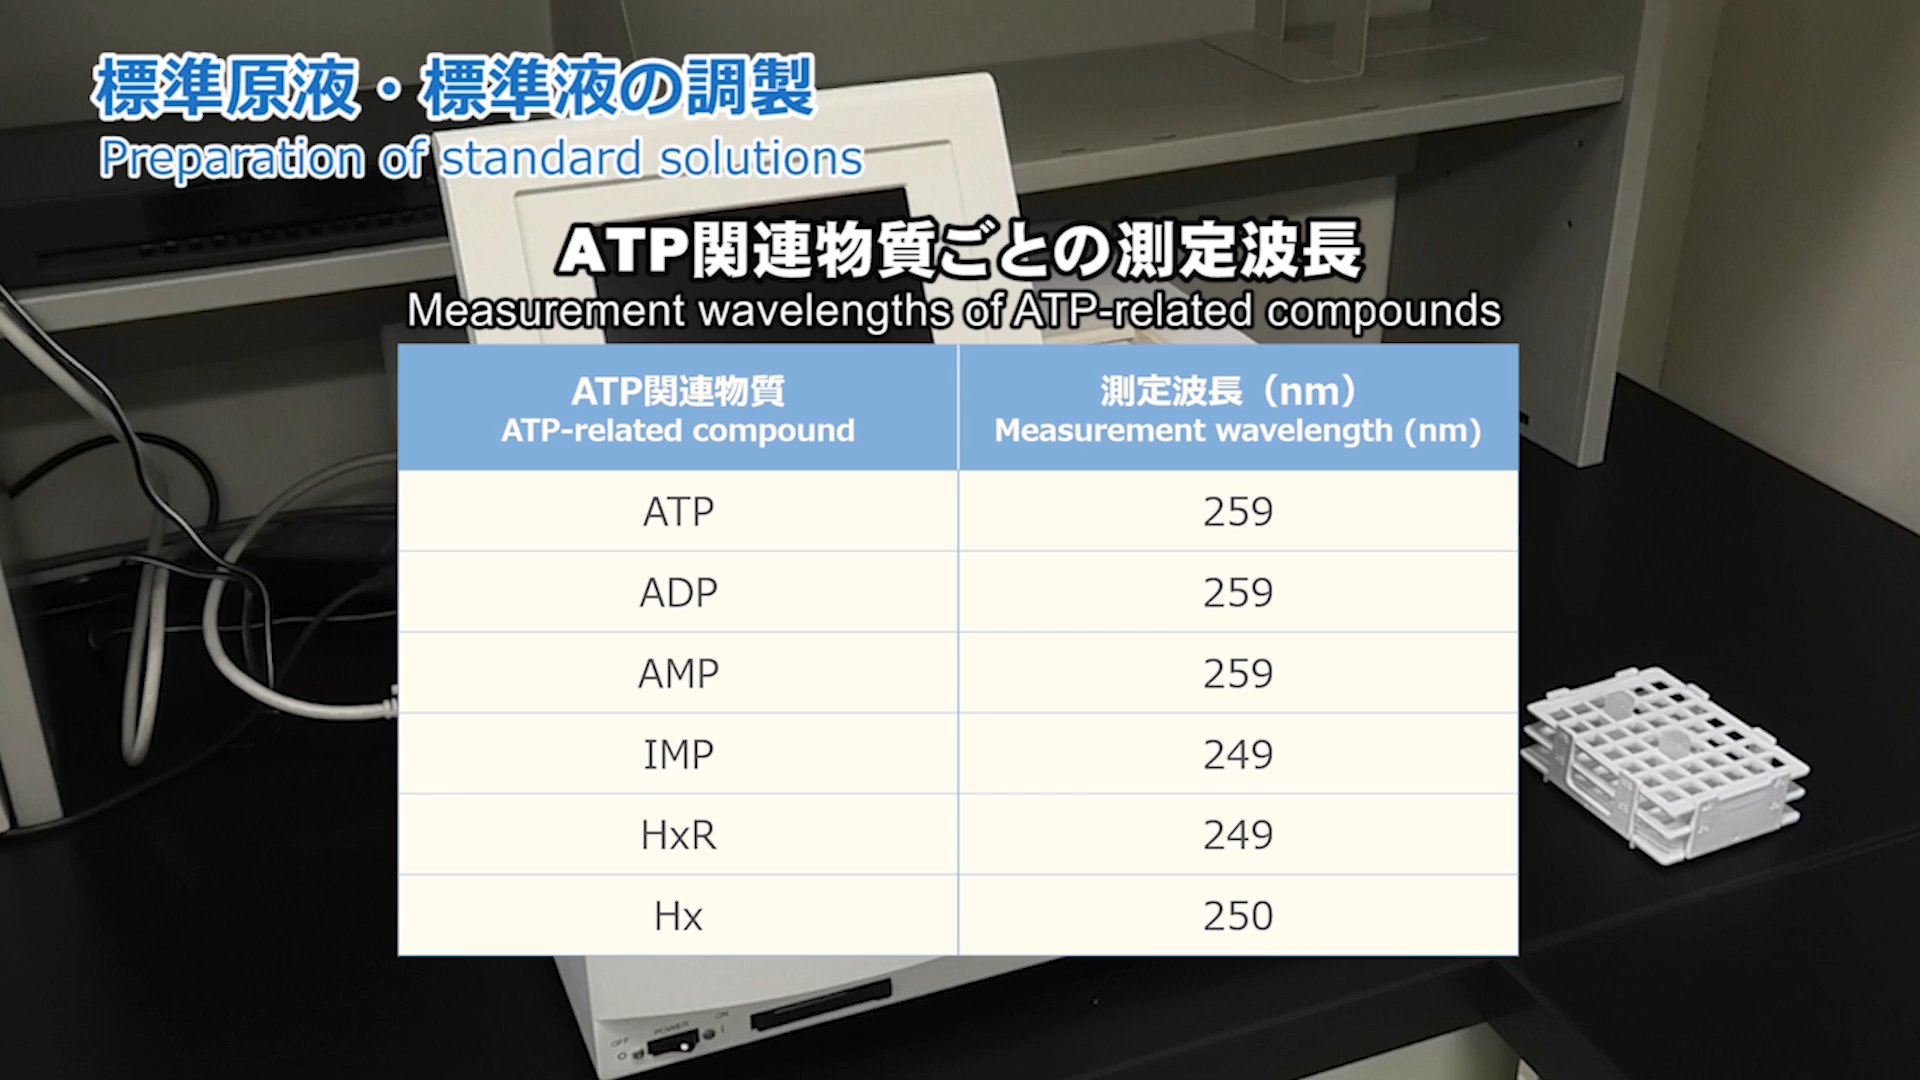 標準原液・標準液の調製
Preparation of standard solutions
ATP関連物質ごとの測定波長
Measurement wavelengths of ATP-related compounds
ATP関連物質 測定波長（nm）
ATP-related compound Measurement wavelength (nm)
ATP 259
ADP 259
AMP 259
IMP 249
HxR 249
Hx 250
OFF POWER ON